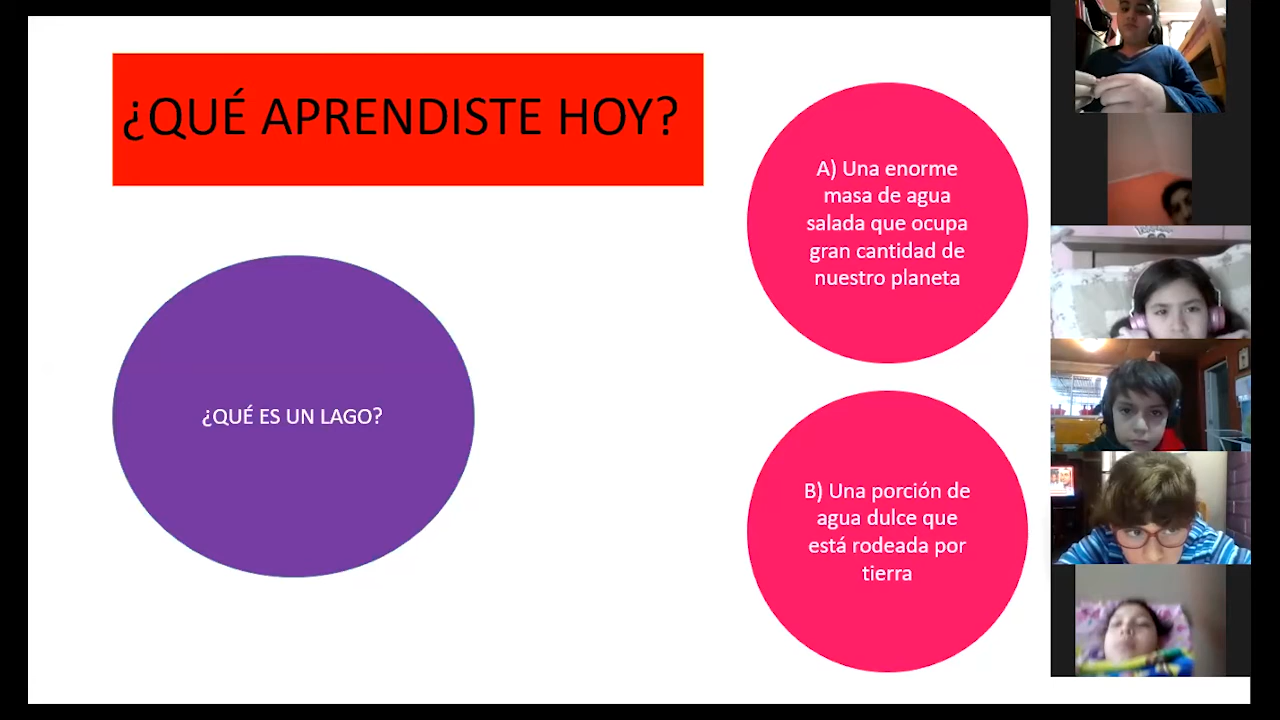 ¿QUÉ APRENDISTE HOY?
¿QUÉ ES UN LAGO?
A) Una enorme
masa de agua
salada que ocupa
gran cantidad de
nuestro planeta
B) Una porción de
agua dulce que
está rodeada por
tierra